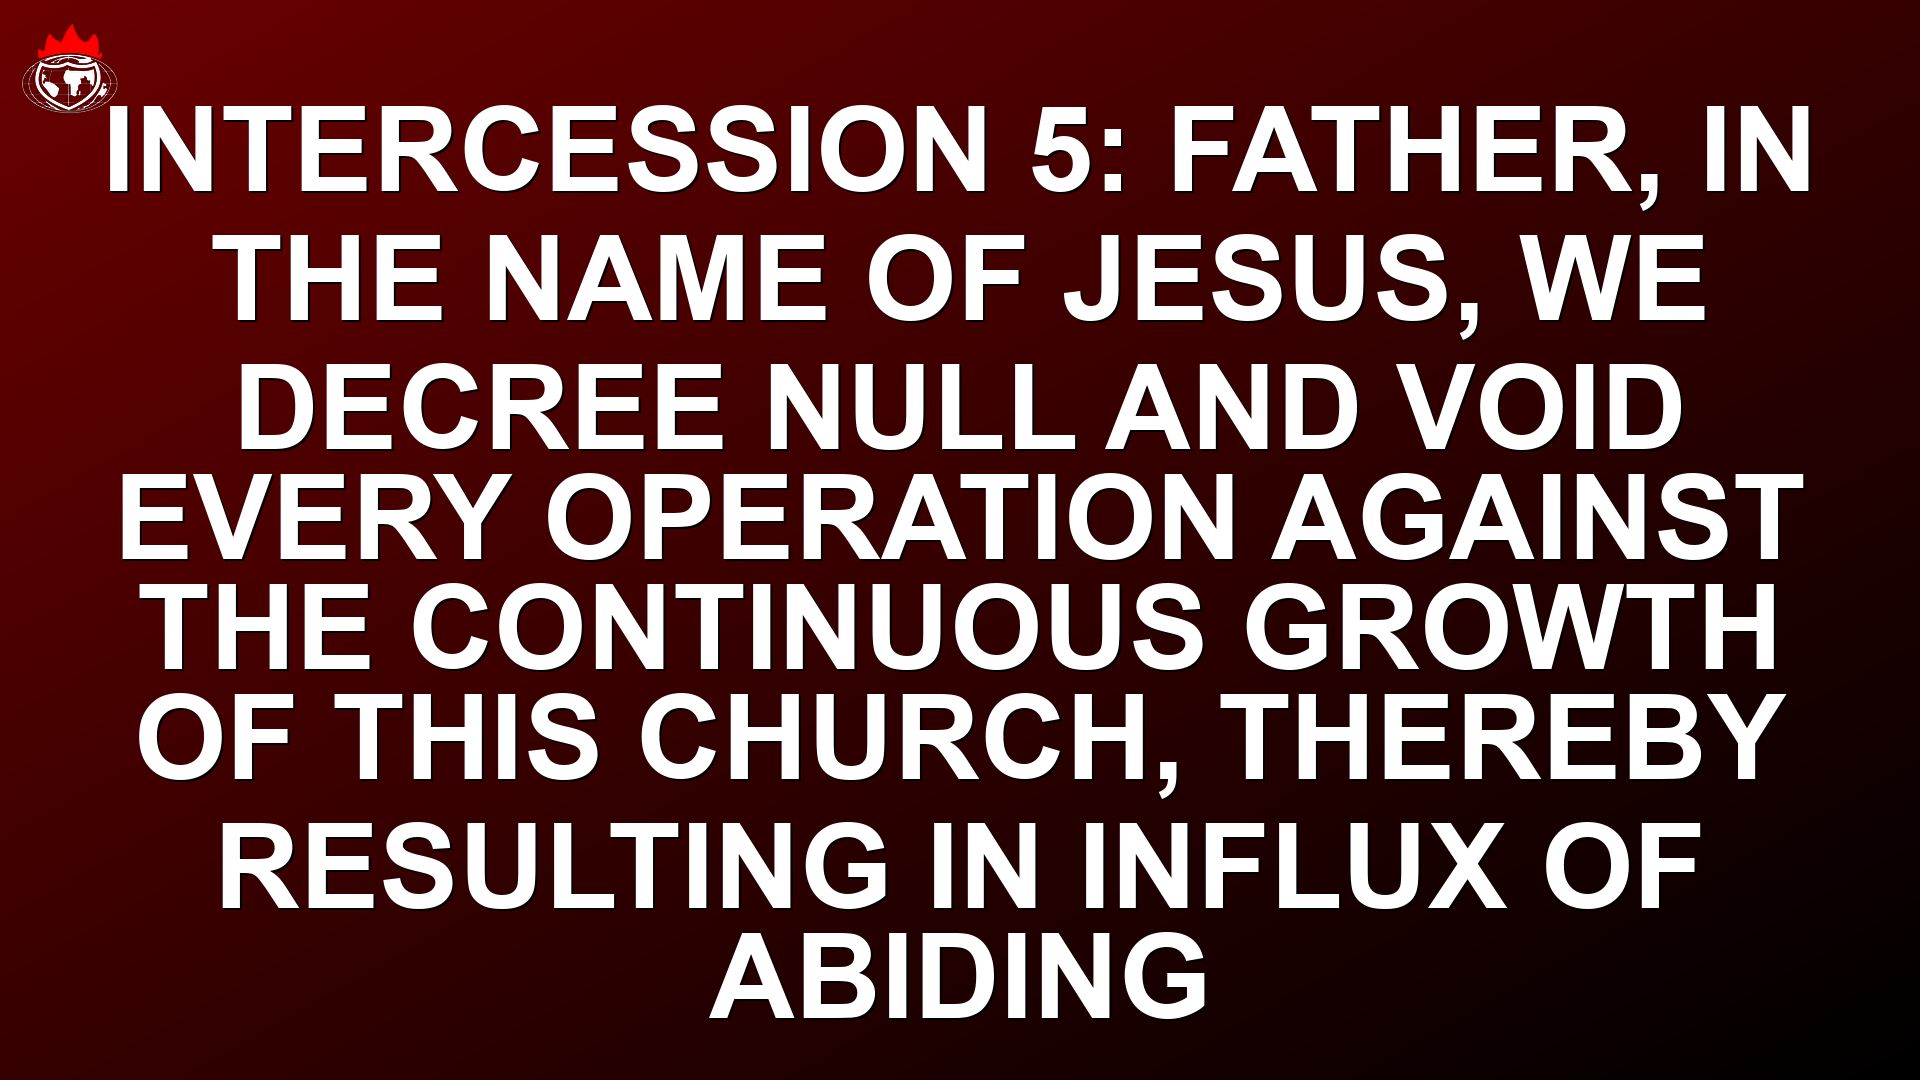 INTERCESSION 5: FATHER, IN
THE NAME OF JESUS, WE
DECREE NULL AND VOID
EVERY OPERATION AGAINST
THE CONTINUOUS GROWTH
OF THIS CHURCH, THEREBY
RESULTING IN INFLUX OF
ABIDING